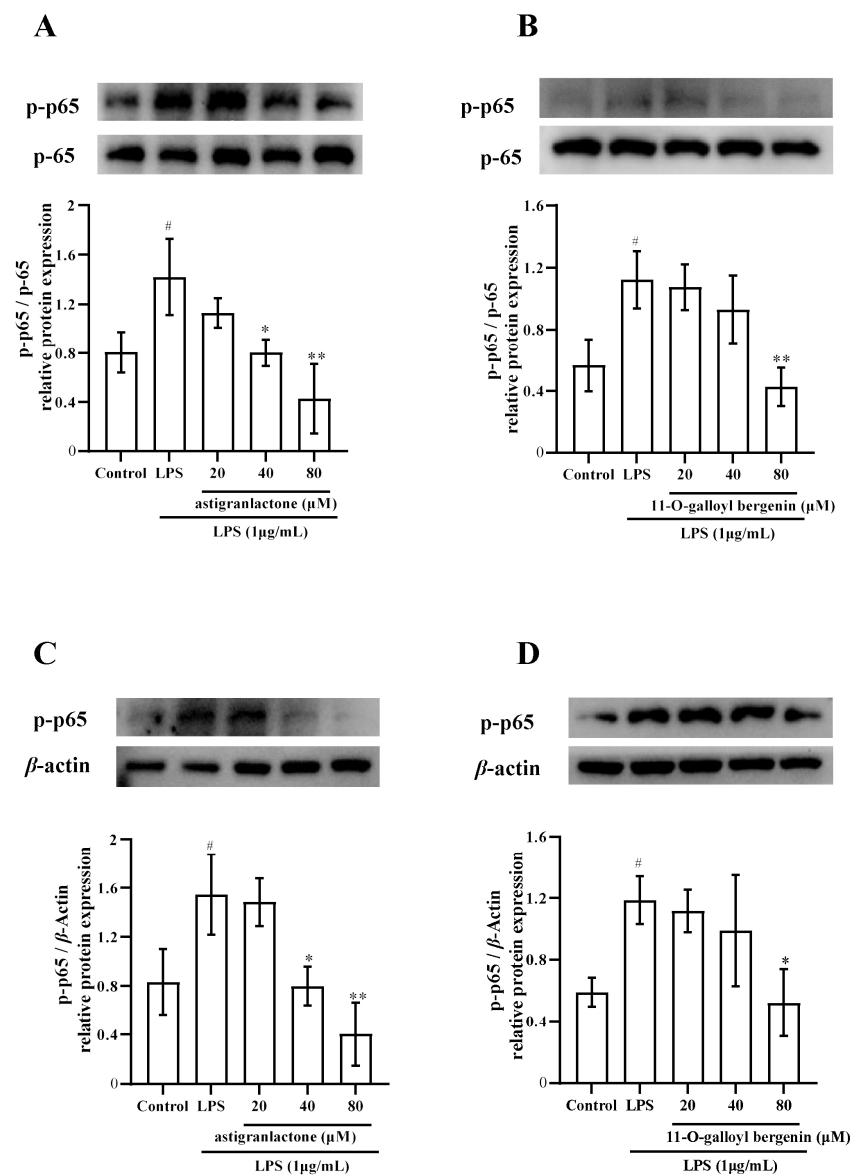 A
p-p65
p-65
p-p65 / p-65
relative protein expression
2
1.6
1.2
0.8
0.4
0
#
*
**
Control LPS 20 40 80
astigranlactone (μM)
LPS (1μg/mL)
B
p-p65
p-65
p-p65 / p-65
relative protein expression
1.6
1.2
0.8
0.4
0
#
**
Control LPS 20 40 80
11-O-galloyl bergenin (μM)
LPS (1μg/mL)
C
p-p65
β-actin
p-p65 / β-Actin
relative protein expression
2
1.6
1.2
0.8
0.4
0
#
*
**
Control LPS 20 40 80
astigranlactone (μM)
LPS (1μg/mL)
D
p-p65
β-actin
p-p65 / β-Actin
relative protein expression
1.6
1.2
0.8
0.4
0
#
*
Control LPS 20 40 80
11-O-galloyl bergenin (μM)
LPS (1μg/mL)